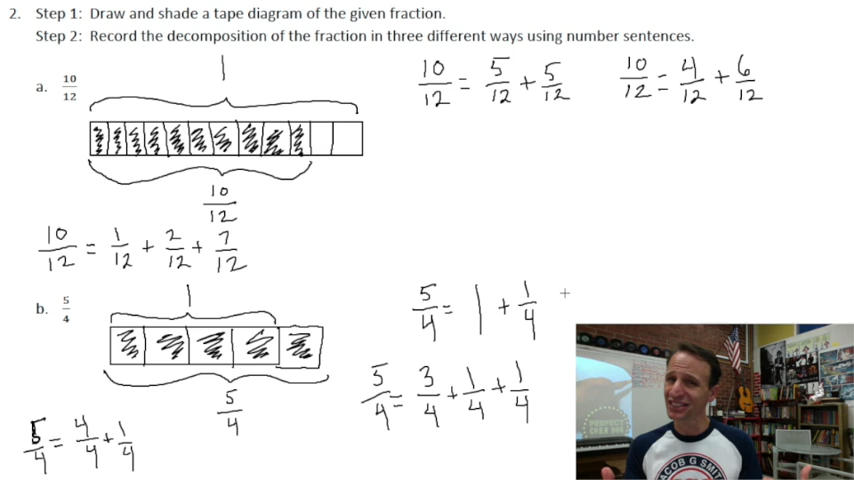 2. Step 1: Draw and shade a tape diagram of the given fraction.
Step 2: Record the decomposition of the fraction in three different ways using number sentences.
a. 10/12
1
10/12 = 5/12 + 5/12
10/12 = 4/12 + 6/12
10/12
10/12 = 1/12 + 2/12 + 7/12
b. 5/4
1
5/4 = 1 + 1/4
5/4
5/4 = 3/4 + 1/4 + 1/4
5/4 = 4/4 + 1/4
JACOB G SMIT